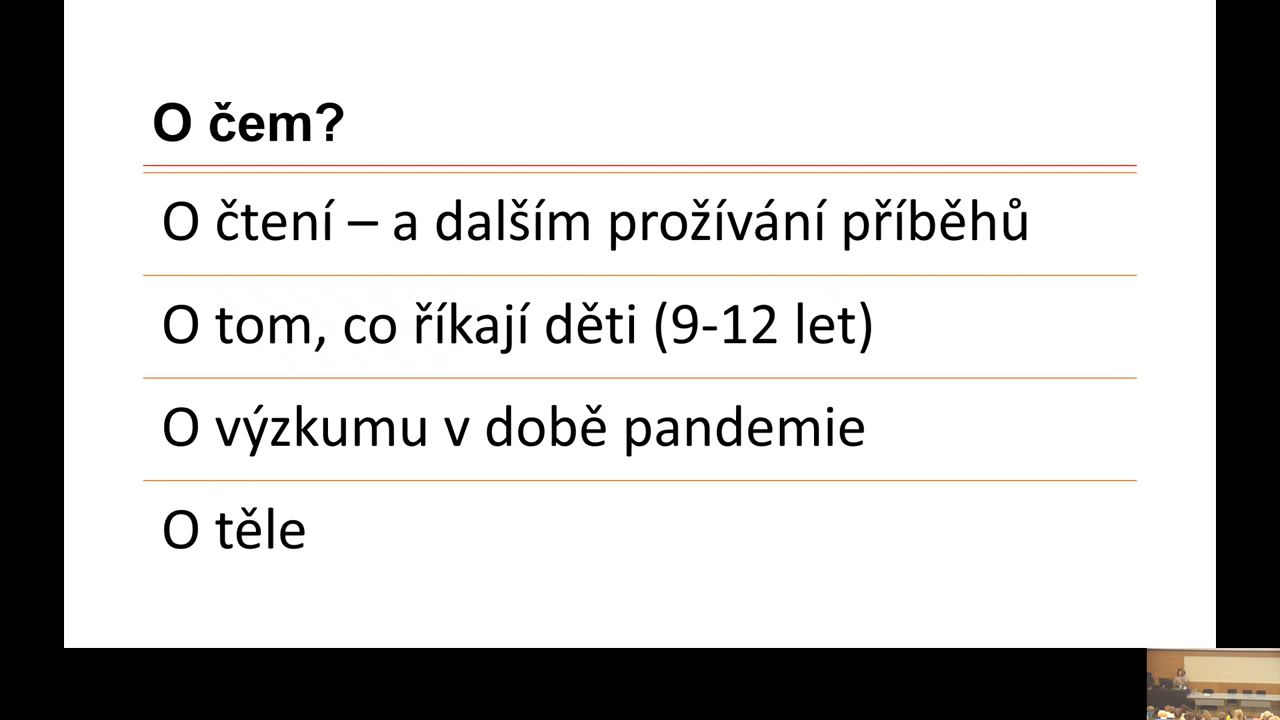 O čem?
O čtení – a dalším prožívání příběhů
O tom, co říkají děti (9-12 let)
O výzkumu v době pandemie
O těle